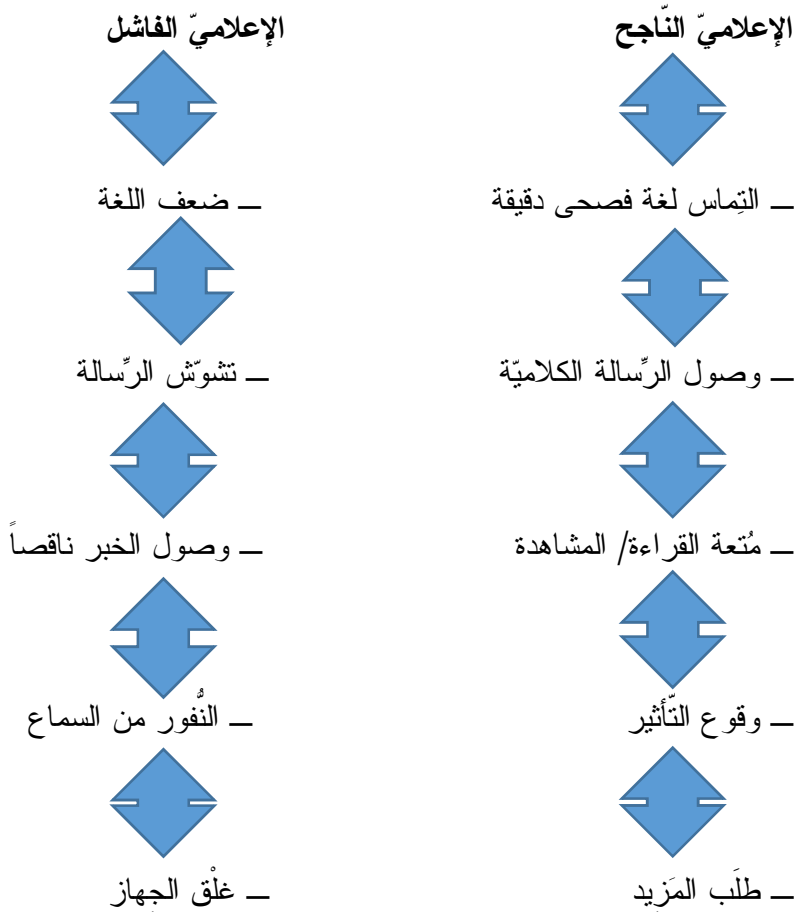 الإعلاميّ النّاجح
الإعلاميّ الفاشل
ــ التِماس لغة فصحى دقيقة
ــ ضعف اللغة
ــ وصول الرِّسالة الكلاميّة
ــ تشوّش الرِّسالة
ــ مُتعة القراءة/ المشاهدة
ــ وصول الخبر ناقصاً
ــ وقوع التّأثير
ــ النُّفور من السماع
ــ طلَب المَزيد
ــ غلْق الجهاز